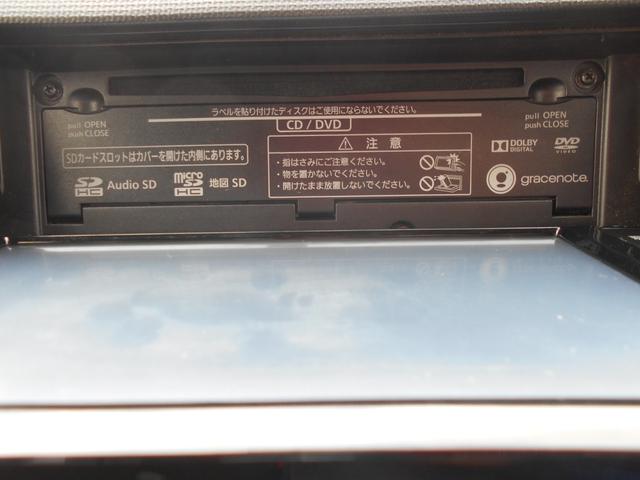 ラベルを貼り付けたディスクはご使用にならないでください。
pull OPEN
push CLOSE
CD / DVD
pull OPEN
push CLOSE
SDカードスロットはカバーを開けた内側にあります。
注意
・指はさみにご注意ください。
・物を置かないでください。
・開けたまま放置しないでください。
SD HC Audio SD
micro SD HC 地図 SD
DOLBY DIGITAL
DVD VIDEO
gracenote.